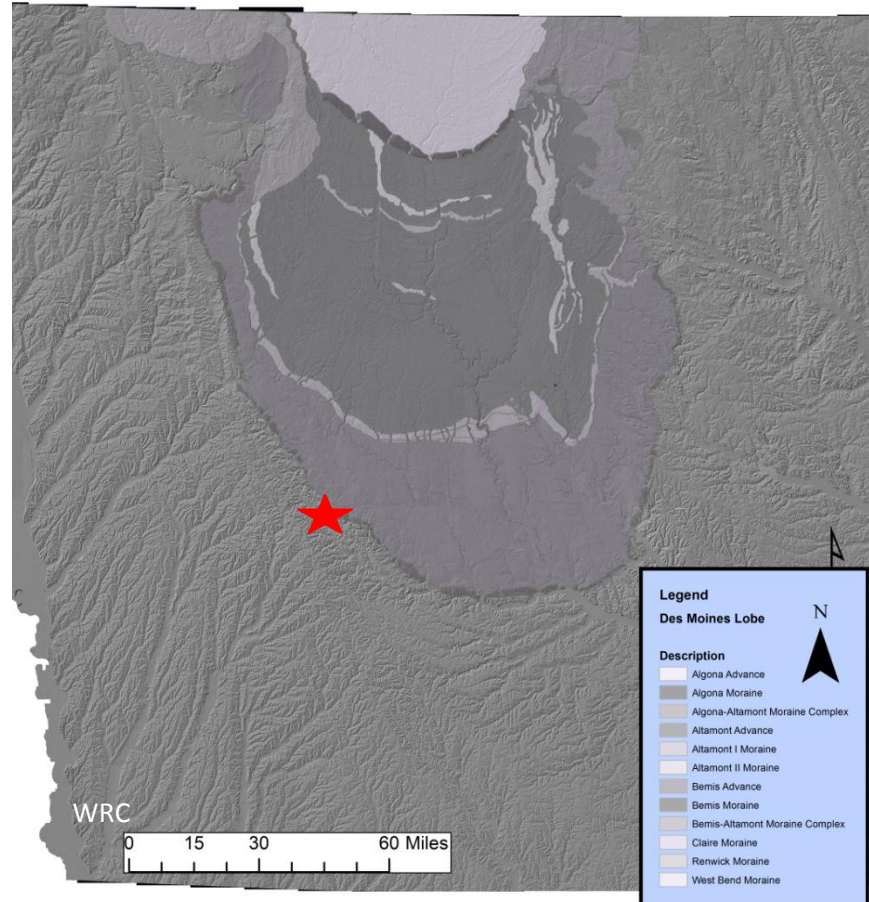 WRC
0 15 30 60 Miles
Legend
Des Moines Lobe
N
Description
Algona Advance
Algona Moraine
Algona-Altamont Moraine Complex
Altamont Advance
Altamont I Moraine
Altamont II Moraine
Bemis Advance
Bemis Moraine
Bemis-Altamont Moraine Complex
Claire Moraine
Renwick Moraine
West Bend Moraine